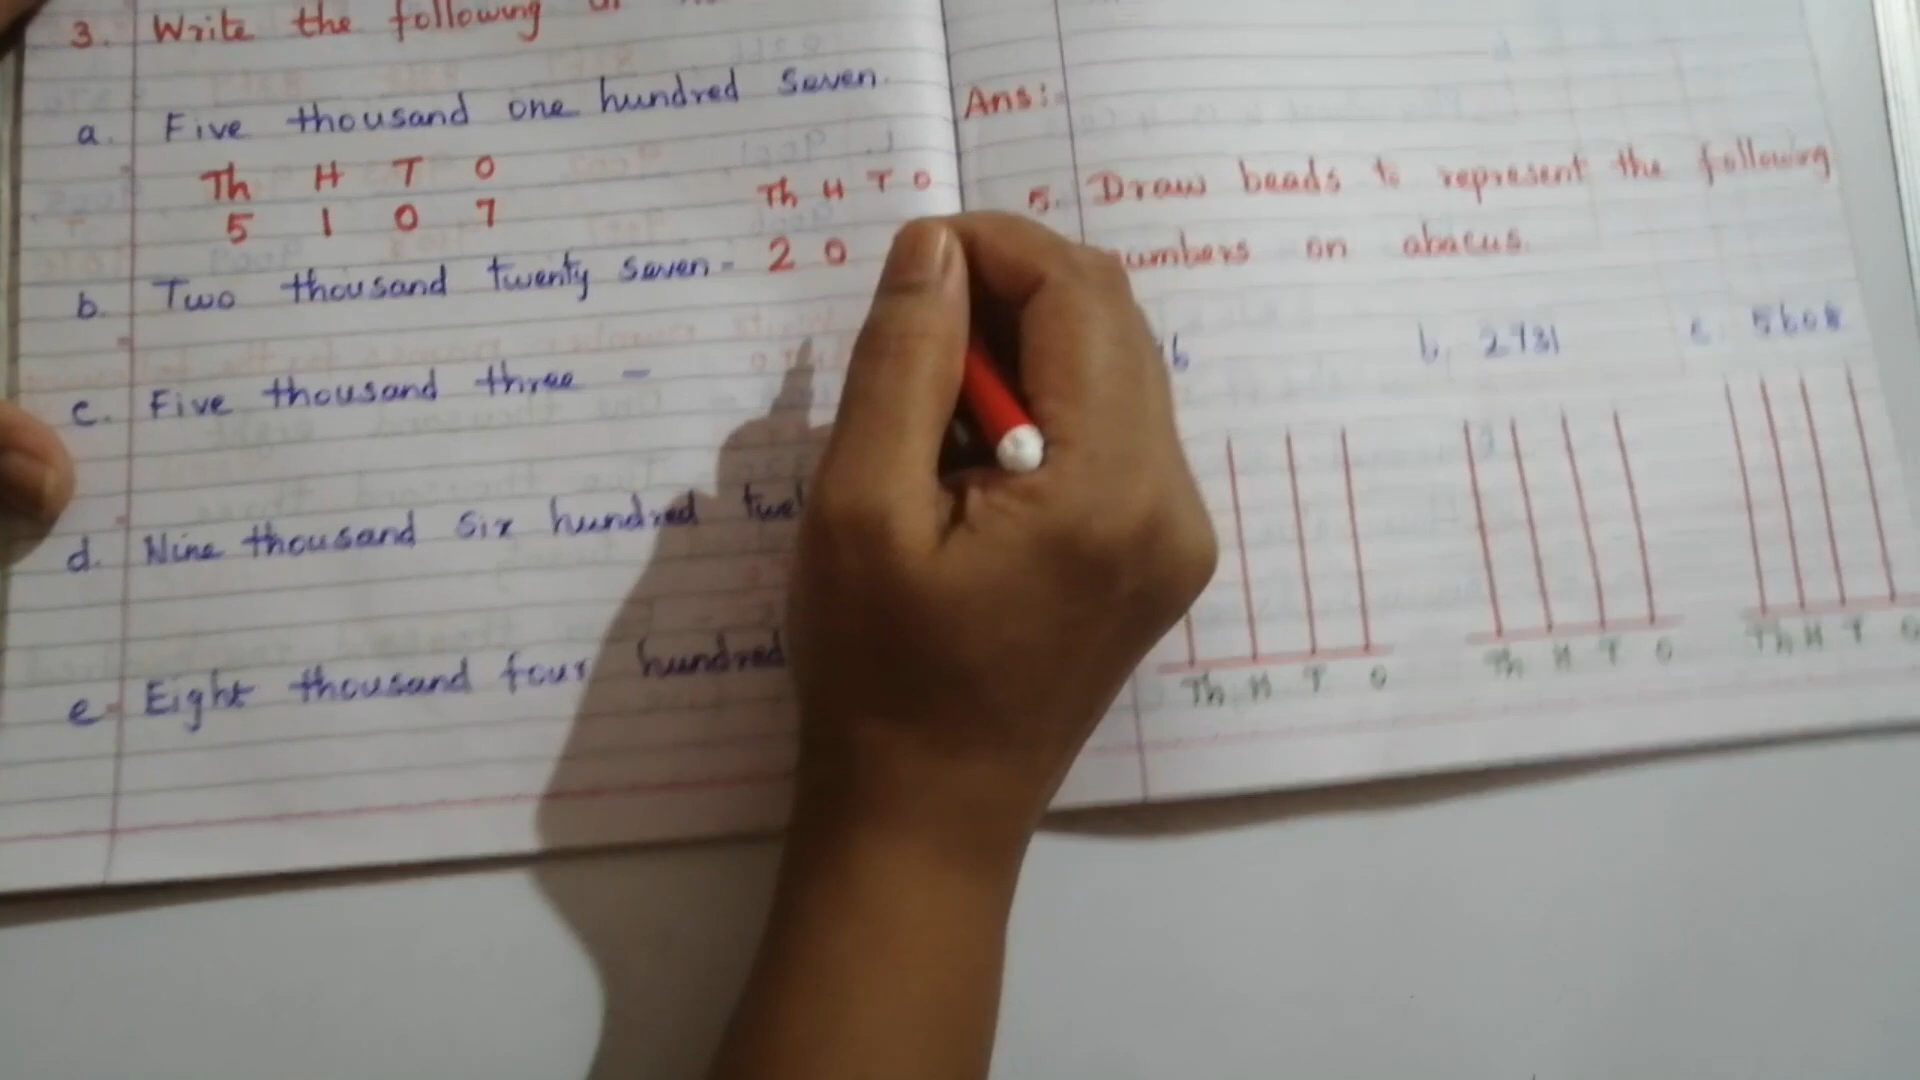 3. Write the following
a. Five thousand one hundred seven.
Th H T O
5 1 0 7
Th H T O
b. Two thousand twenty seven - 2 0
c. Five thousand three -
d. Nine thousand six hundred
e. Eight thousand four hundred
Ans:
5. Draw beads to represent the following
numbers on abacus.
b. 2731 c. 5608
Th H T O Th H T O Th H T O